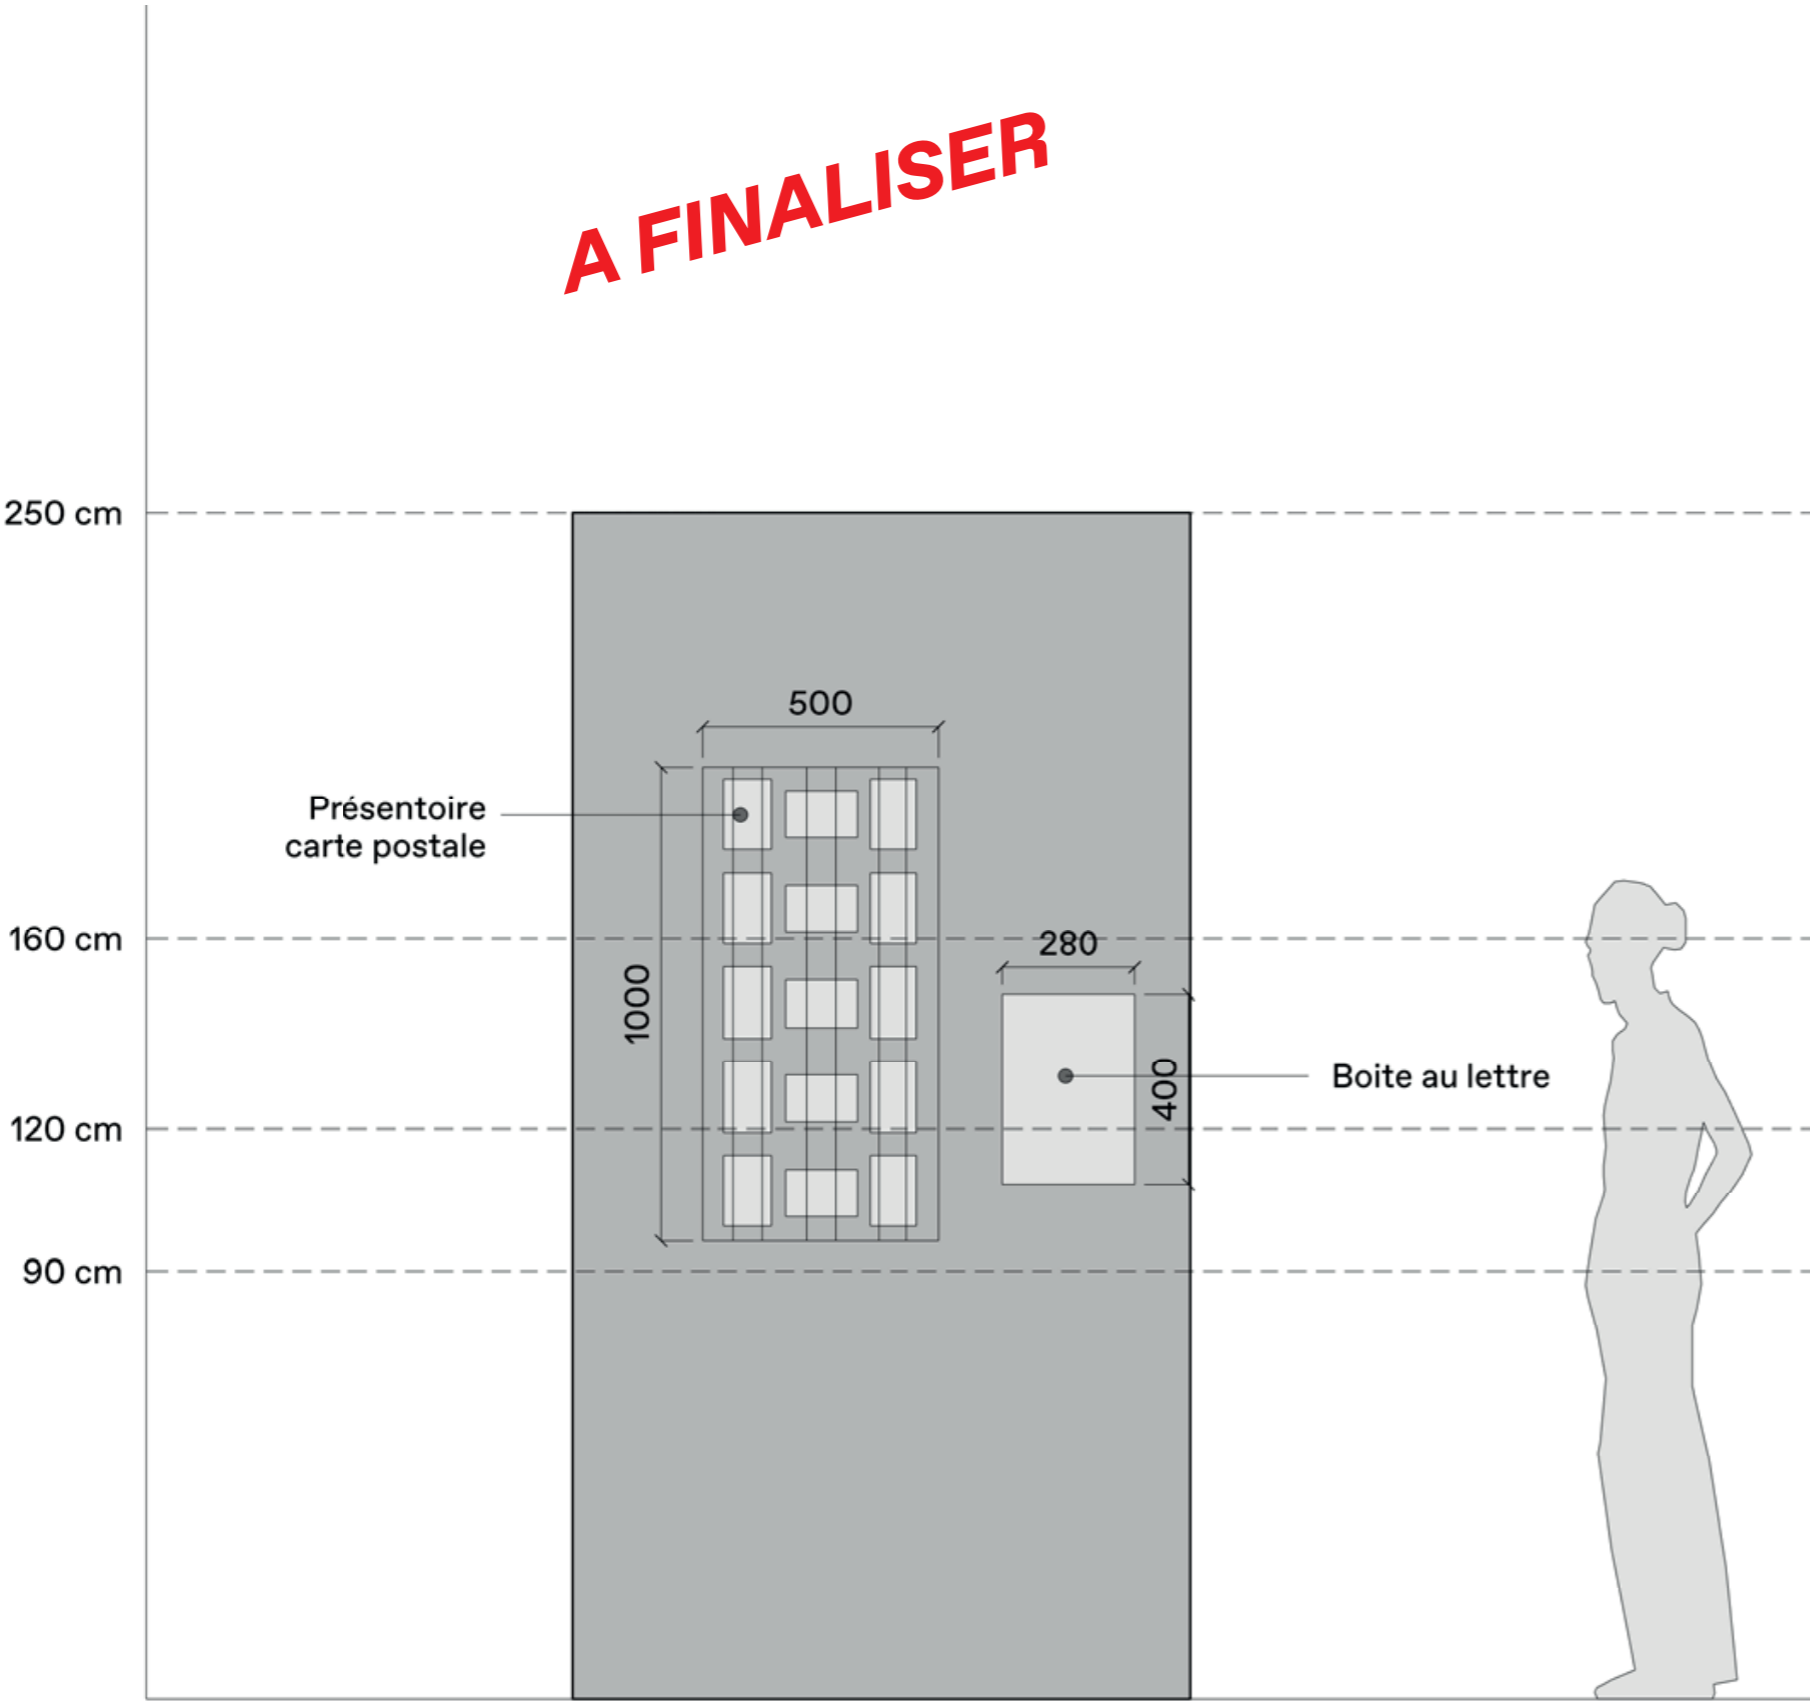 A FINALISER
250 cm
500
Présentoire
carte postale
160 cm
280
1000
400
Boite au lettre
120 cm
90 cm